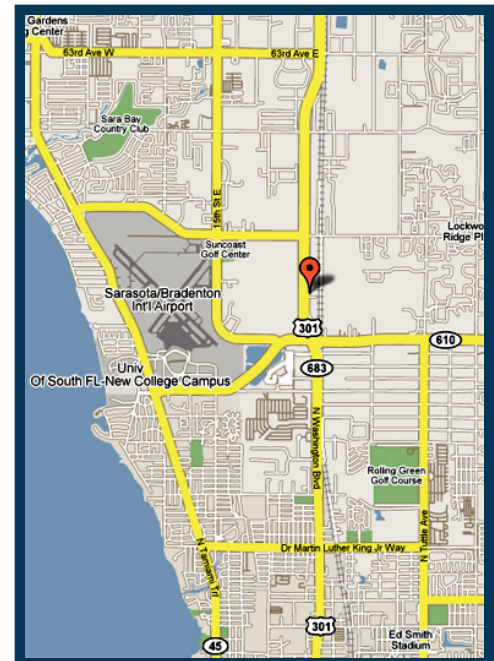 Gardens
g Center
63rd Ave W
63rd Ave E
Sara Bay
Country Club
15th St E
Suncoast
Golf Center
Lockwo
Ridge Pl
Sarasota/Bradenton
Int'l Airport
301
610
683
Univ
Of South FL-New College Campus
N Washington Blvd
Rolling Green
Golf Course
N Tuttle Ave
Dr Martin Luther King Jr Way
N Tamiami Trl
301
Ed Smith
Stadium
45